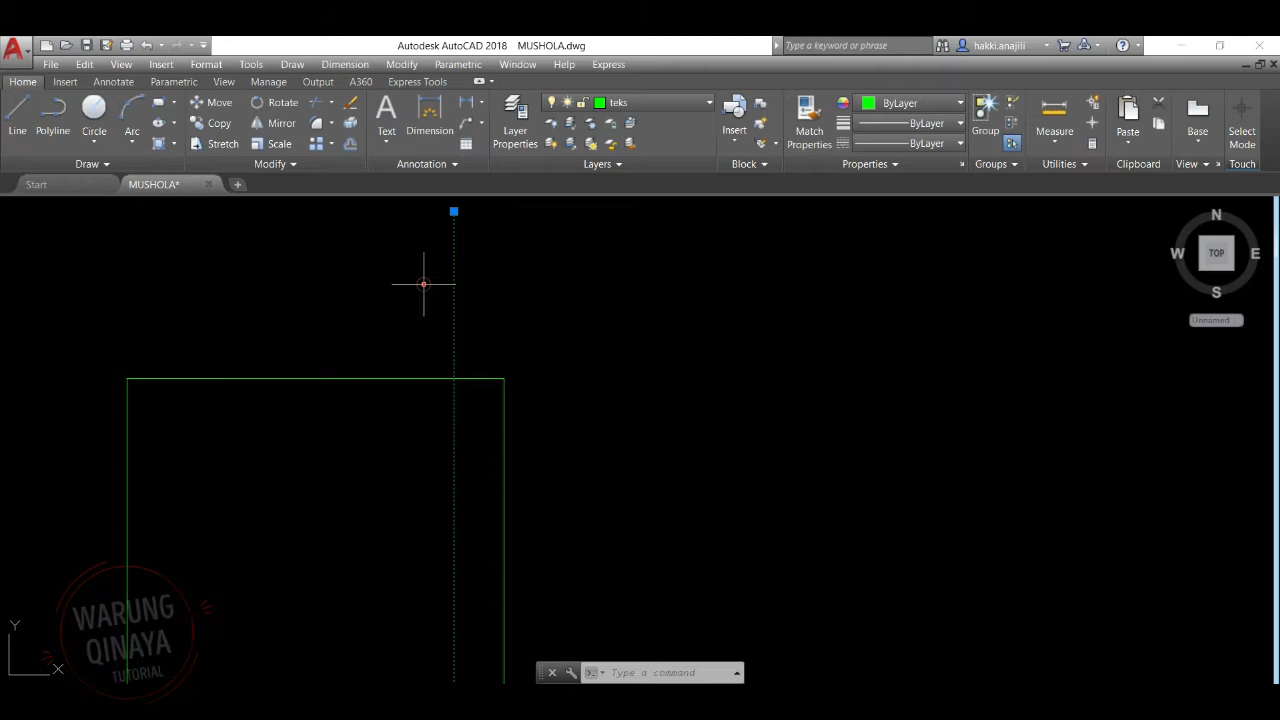 Autodesk AutoCAD 2018 MUSHOLA.dwg
Type a keyword or phrase
hakki.anajili
File Edit View Insert Format Tools Draw Dimension Modify Parametric Window Help Express
Home Insert Annotate Parametric View Manage Output A360 Express Tools
Line Polyline Circle Arc
Move Rotate
Copy Mirror
Stretch Scale
Text Dimension
Layer
Properties
teks
Insert
Match
Properties
ByLayer
ByLayer
ByLayer
Group
Measure
Paste
Base
Select
Mode
Draw Modify Annotation Layers Block Properties Groups Utilities Clipboard View Touch
Start MUSHOLA*
N
W TOP E
S
Unnamed
WARUNG
QINAYA
TUTORIAL
Y
X
Type a command